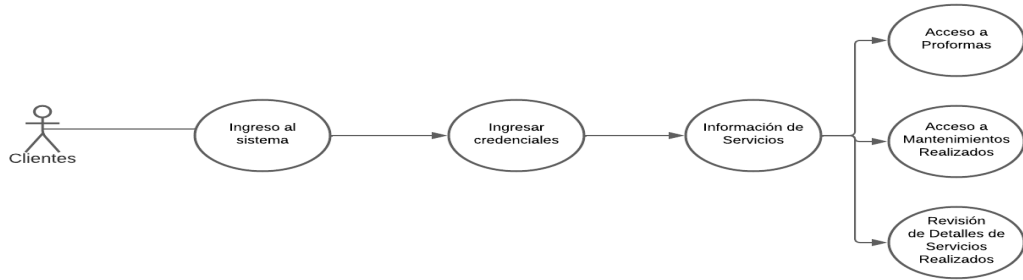 Clientes
Ingreso al
sistema
Ingresar
credenciales
Información de
Servicios
Acceso a
Proformas
Acceso a
Mantenimientos
Realizados
Revisión
de Detalles de
Servicios
Realizados